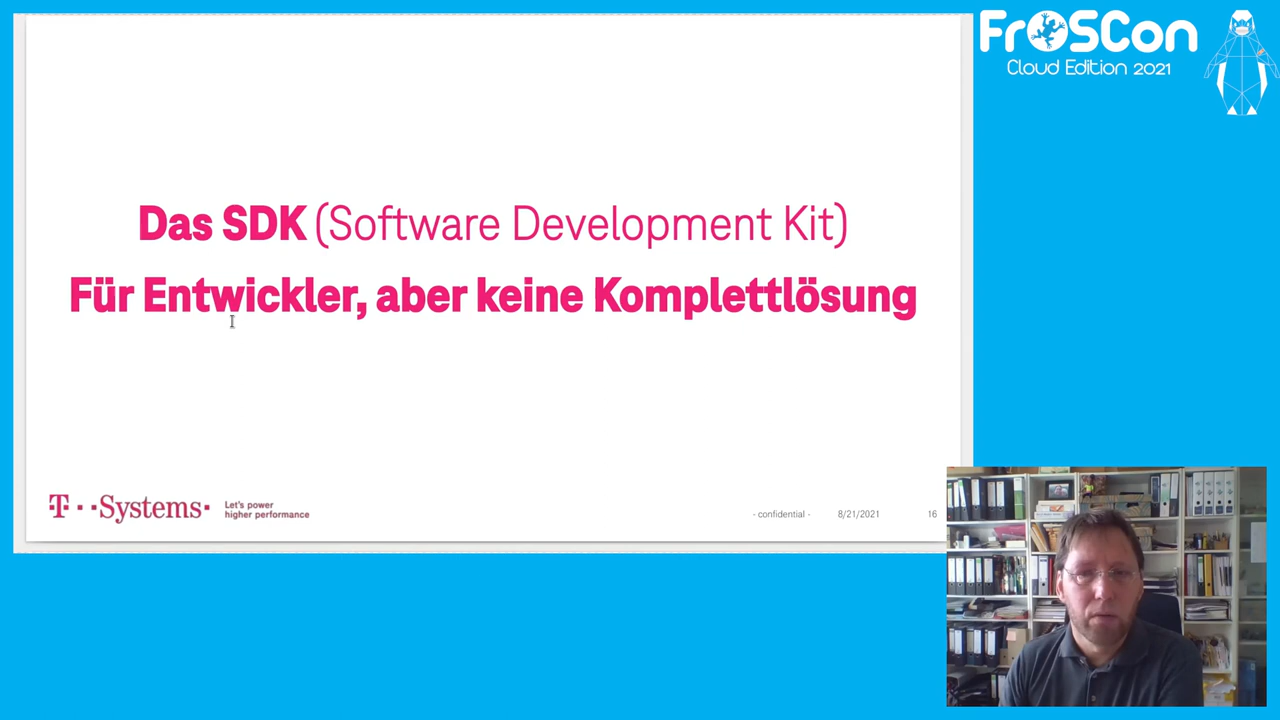 FrOSCon
Cloud Edition 2021
Das SDK (Software Development Kit)
Für Entwickler, aber keine Komplettlösung
T · · Systems · Let's power
higher performance
- confidential - 8/21/2021 16